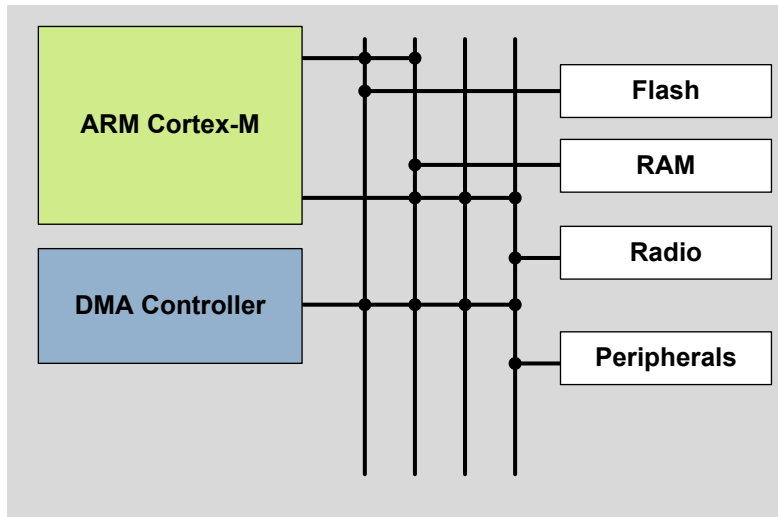 ARM Cortex-M
DMA Controller
Flash
RAM
Radio
Peripherals